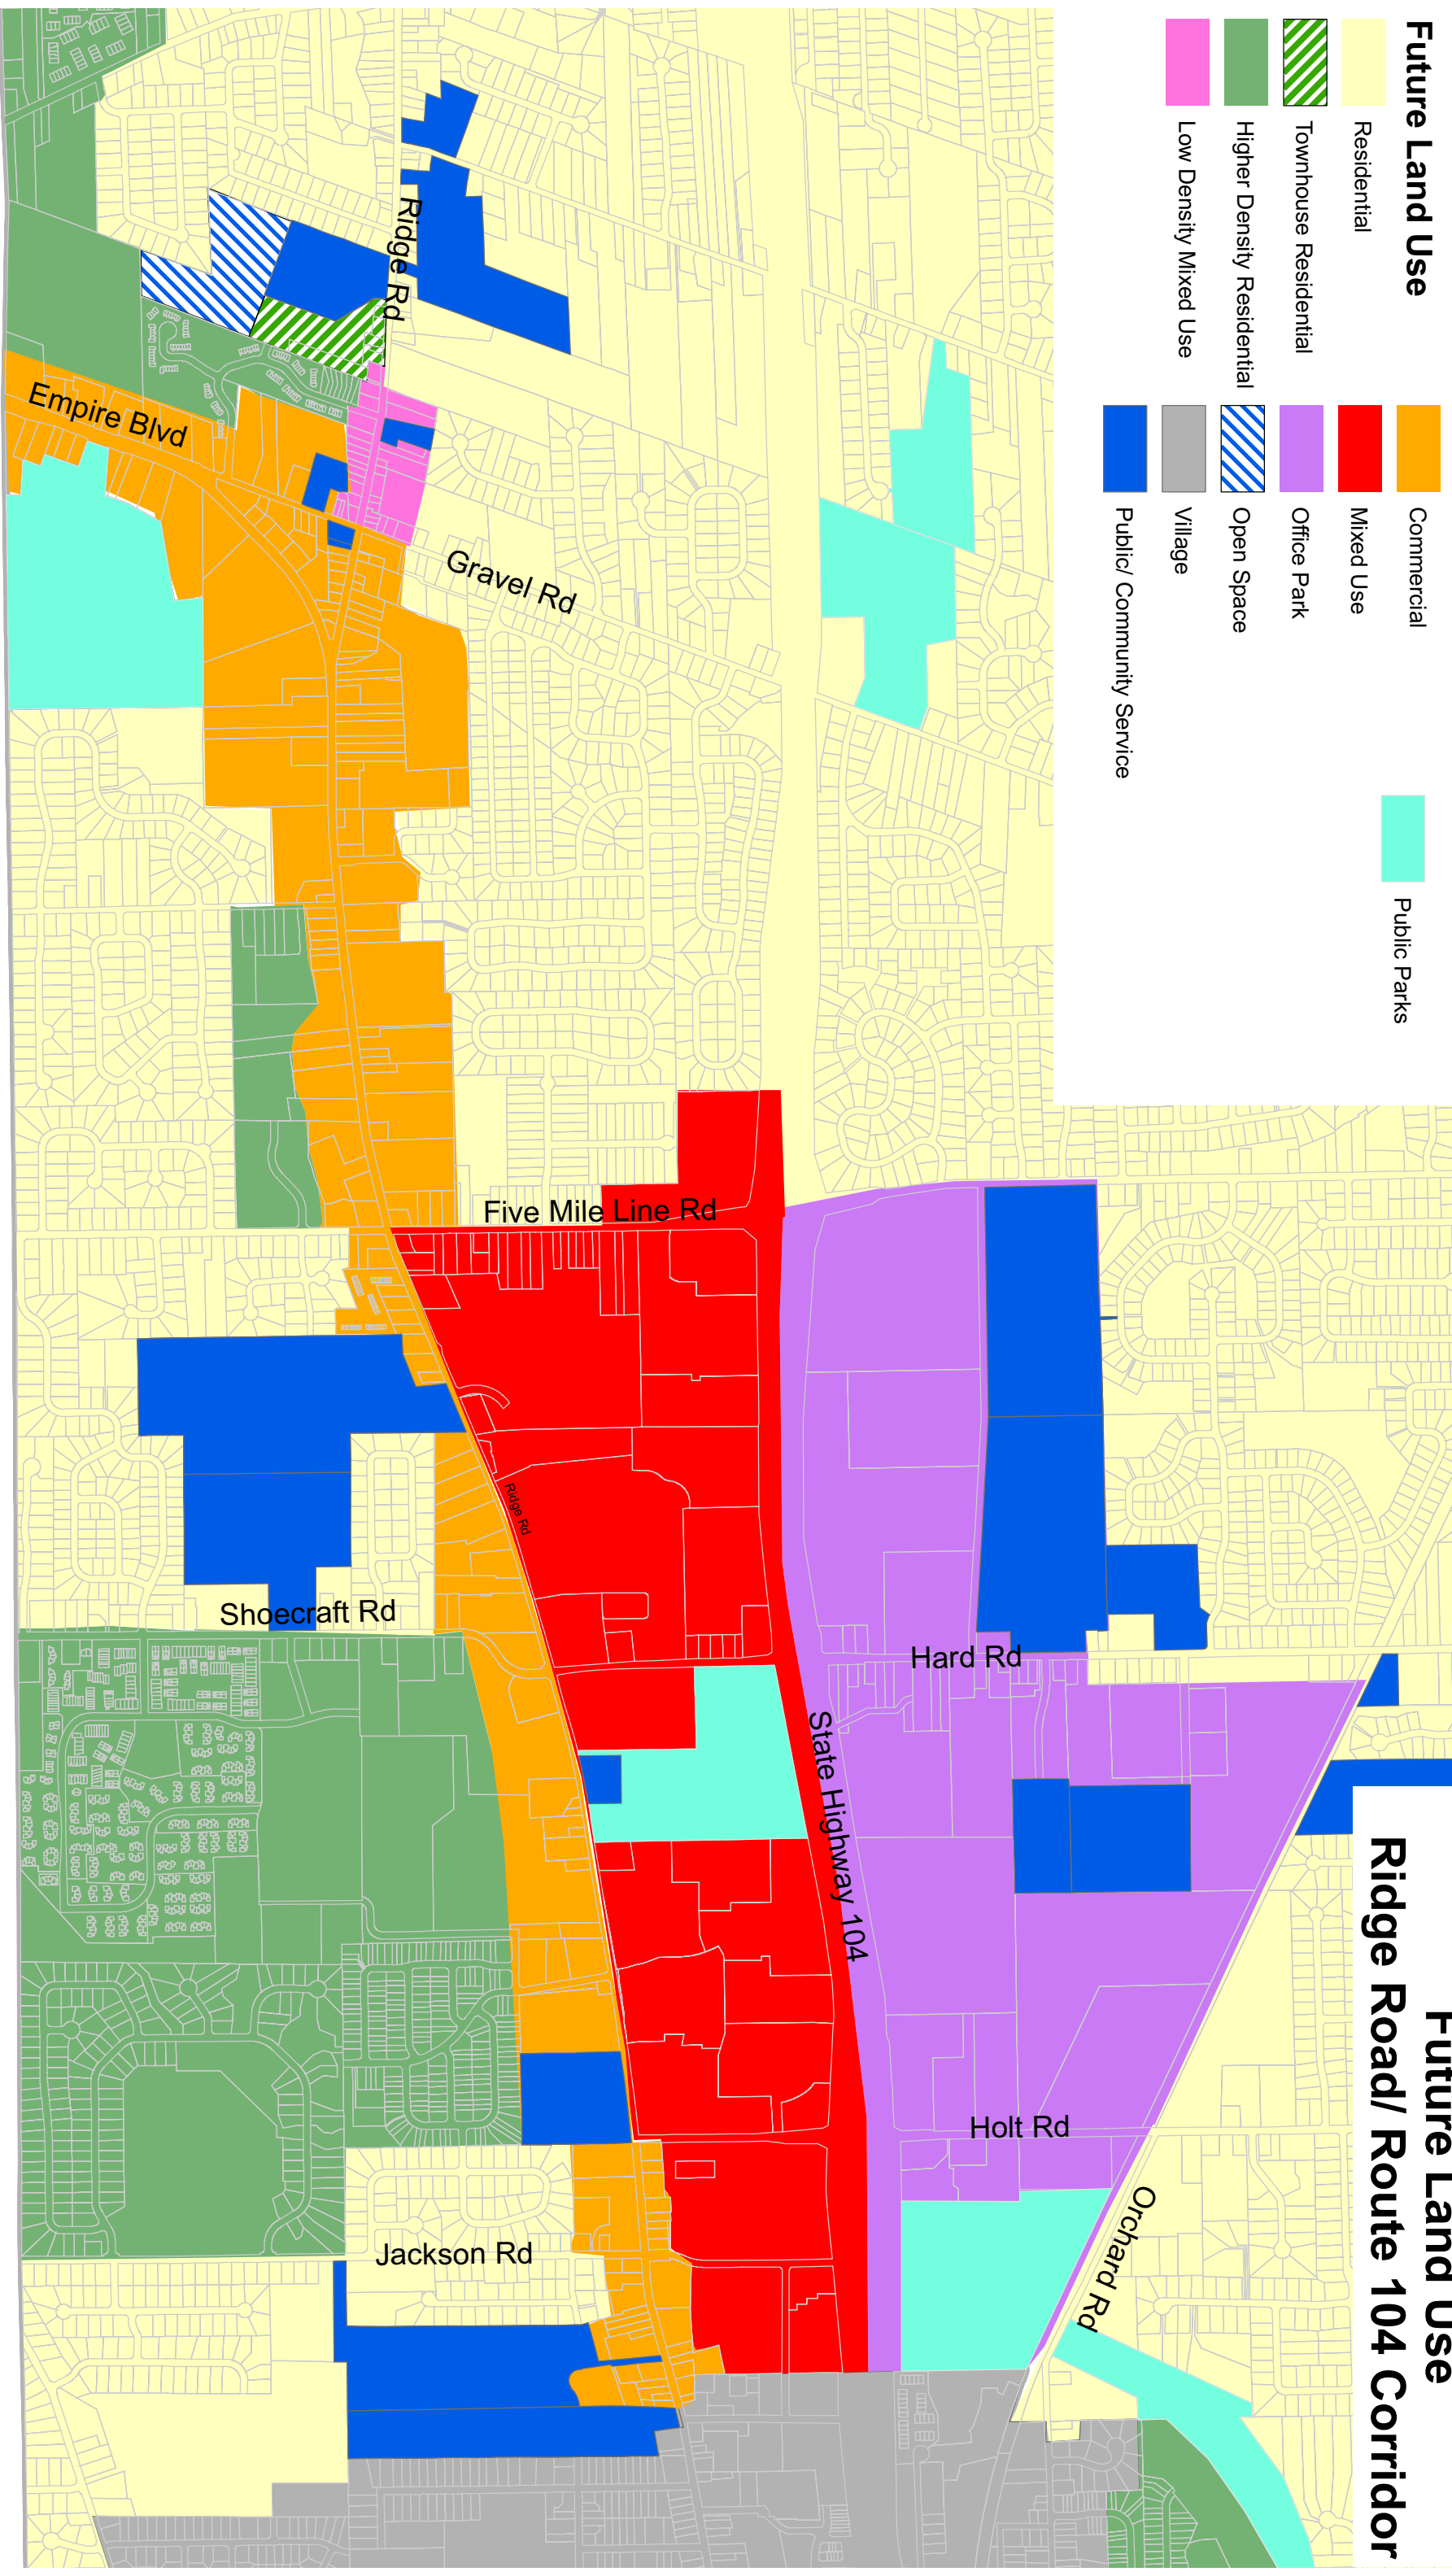 Future Land Use
Residential
Townhouse Residential
Higher Density Residential
Low Density Mixed Use
Commercial
Mixed Use
Office Park
Open Space
Village
Public/ Community Service
Public Parks
Future Land Use
Ridge Road/ Route 104 Corridor
Ridge Rd
Empire Blvd
Gravel Rd
Five Mile Line Rd
Ridge Rd
Shoecraft Rd
Hard Rd
State Highway 104
Holt Rd
Orchard Rd
Jackson Rd